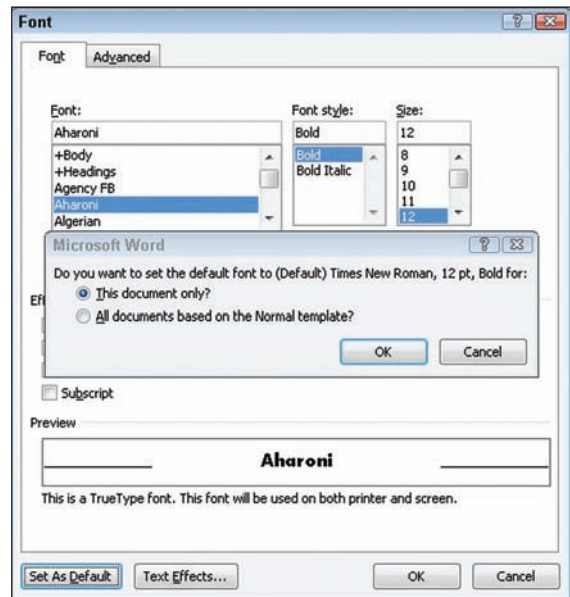 Font
Font Advanced
Font: Font style: Size:
Aharoni Bold 12
+Body Bold 8
+Headings Bold Italic 9
Agency FB 10
Aharoni 11
Algerian 12
Microsoft Word
Do you want to set the default font to (Default) Times New Roman, 12 pt, Bold for:
This document only?
All documents based on the Normal template?
OK Cancel
Subscript
Preview
Aharoni
This is a TrueType font. This font will be used on both printer and screen.
Set As Default Text Effects... OK Cancel